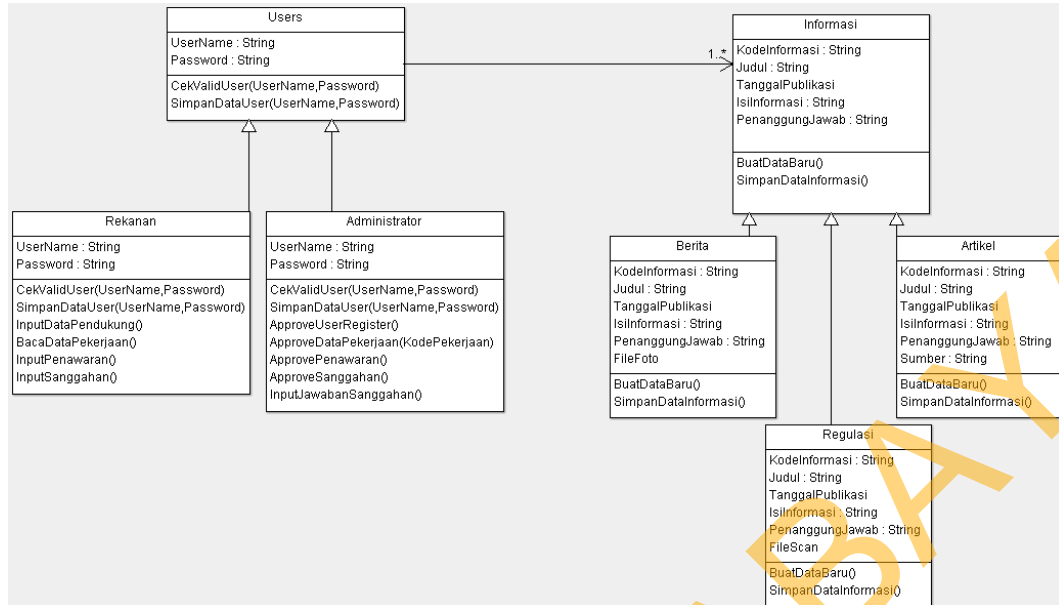 Users
UserName : String
Password : String
CekValidUser(UserName,Password)
SimpanDataUser(UserName,Password)
1..*
Informasi
KodeInformasi : String
Judul : String
TanggalPublikasi
IsiInformasi : String
PenanggungJawab : String
BuatDataBaru()
SimpanDataInformasi()
Rekanan
UserName : String
Password : String
CekValidUser(UserName,Password)
SimpanDataUser(UserName,Password)
InputDataPendukung()
BacaDataPekerjaan()
InputPenawaran()
InputSanggahan()
Administrator
UserName : String
Password : String
CekValidUser(UserName,Password)
SimpanDataUser(UserName,Password)
ApproveUserRegister()
ApproveDataPekerjaan(KodePekerjaan)
ApprovePenawaran()
ApproveSanggahan()
InputJawabanSanggahan()
Berita
KodeInformasi : String
Judul : String
TanggalPublikasi
IsiInformasi : String
PenanggungJawab : String
FileFoto
BuatDataBaru()
SimpanDataInformasi()
Artikel
KodeInformasi : String
Judul : String
TanggalPublikasi
IsiInformasi : String
PenanggungJawab : String
Sumber : String
BuatDataBaru()
SimpanDataInformasi()
Regulasi
KodeInformasi : String
Judul : String
TanggalPublikasi
IsiInformasi : String
PenanggungJawab : String
FileScan
BuatDataBaru()
SimpanDataInformasi()
BAY